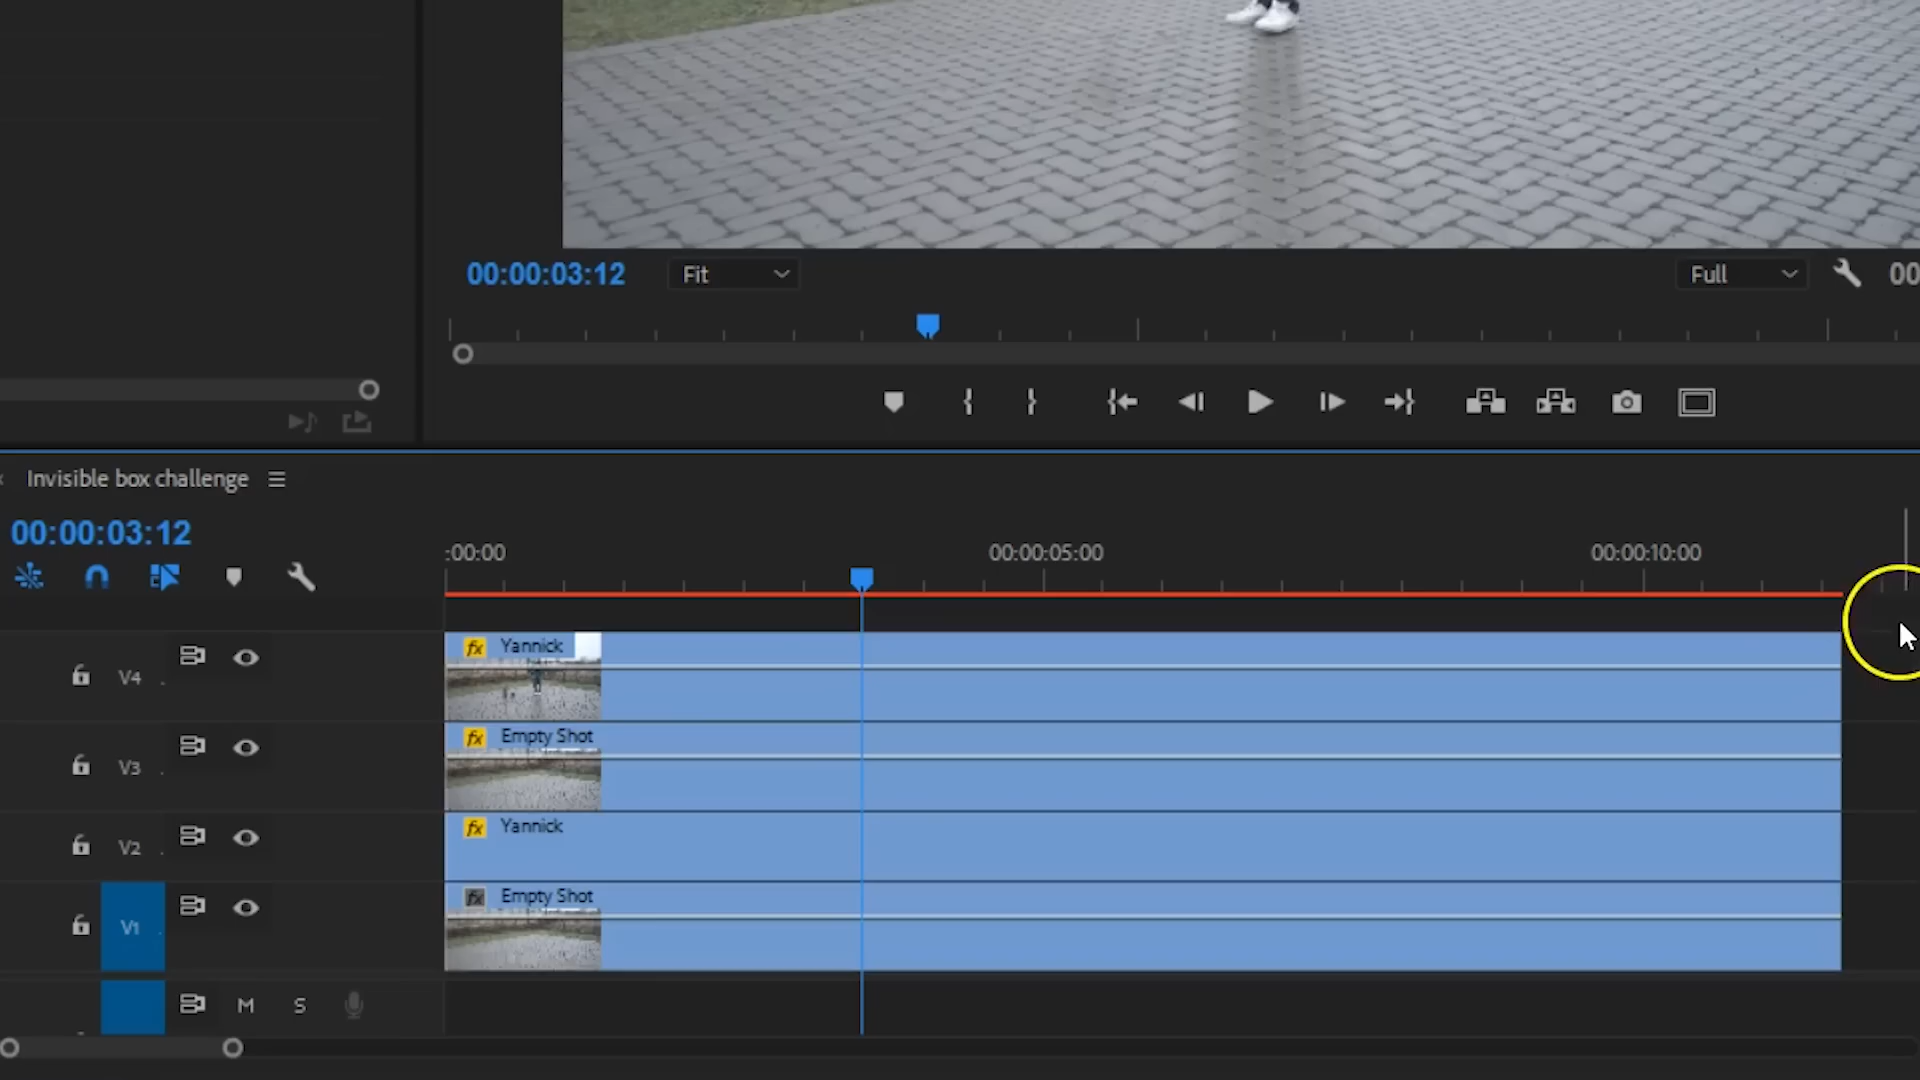 00:00:03:12 Fit Full 00
Invisible box challenge
00:00:03:12
:00:00 00:00:05:00 00:00:10:00
V4 fx Yannick
V3 fx Empty Shot
V2 fx Yannick
V1 fx Empty Shot
M S